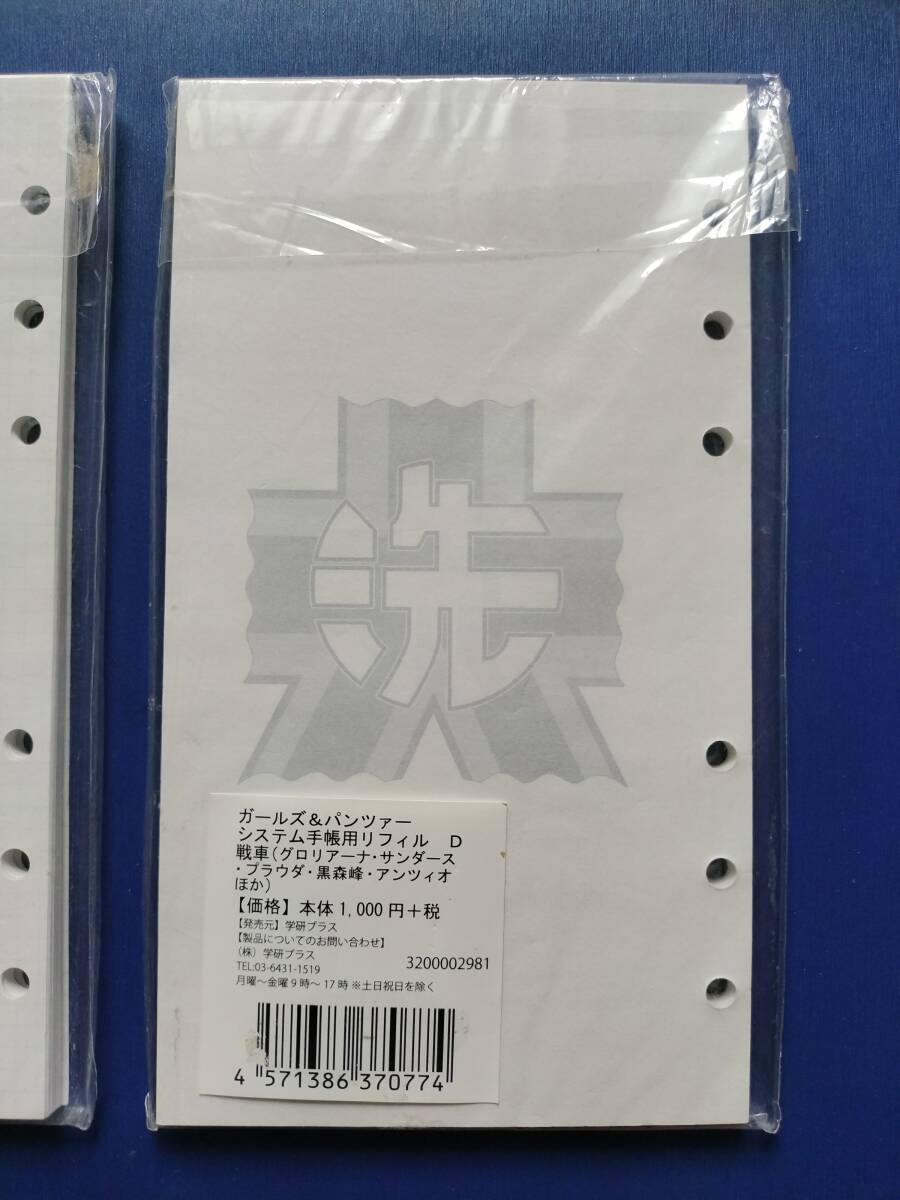 洗
ガールズ&パンツァー
システム手帳用リフィル D
戦車(グロリアーナ・サンダース
・プラウダ・黒森峰・アンツィオ
ほか)
【価格】本体1,000円+税
【発売元】学研プラス
【製品についてのお問い合わせ】
(株)学研プラス
TEL:03-6431-1519
3200002981
月曜~金曜9時~17時 ※土日祝日を除く
4 571386 370774